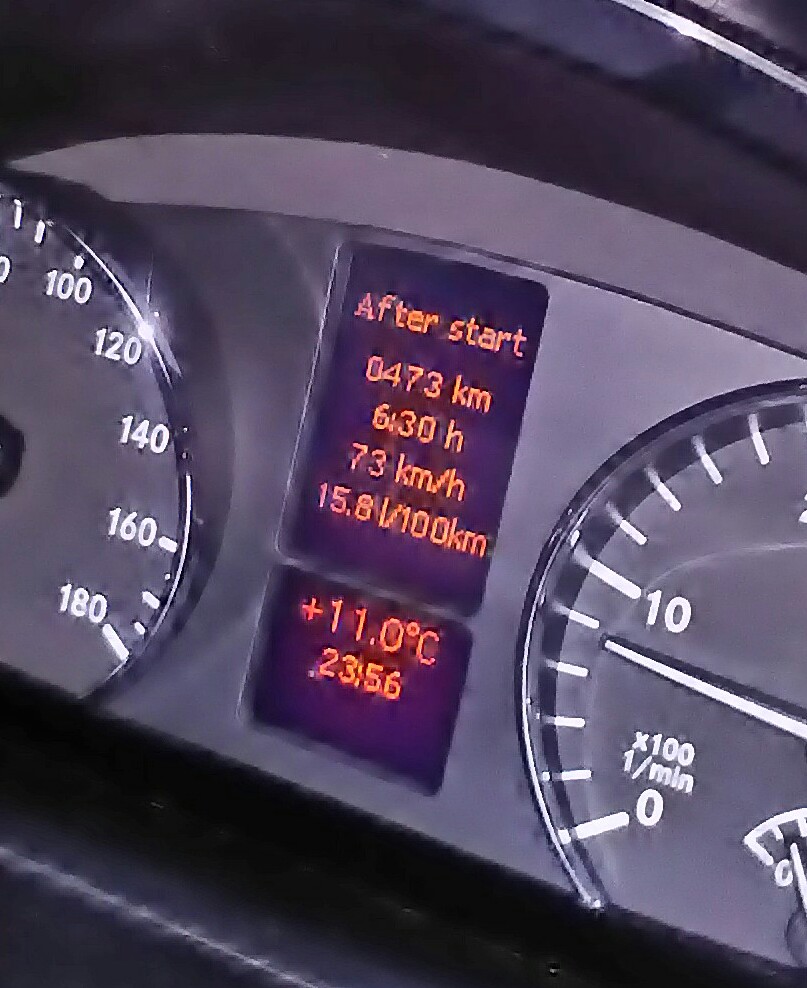 100
120
140
160
180
After start
0473 km
6:30 h
73 km/h
15.8 l/100km
+11.0°C
23:56
10
x100
1/min
0
0